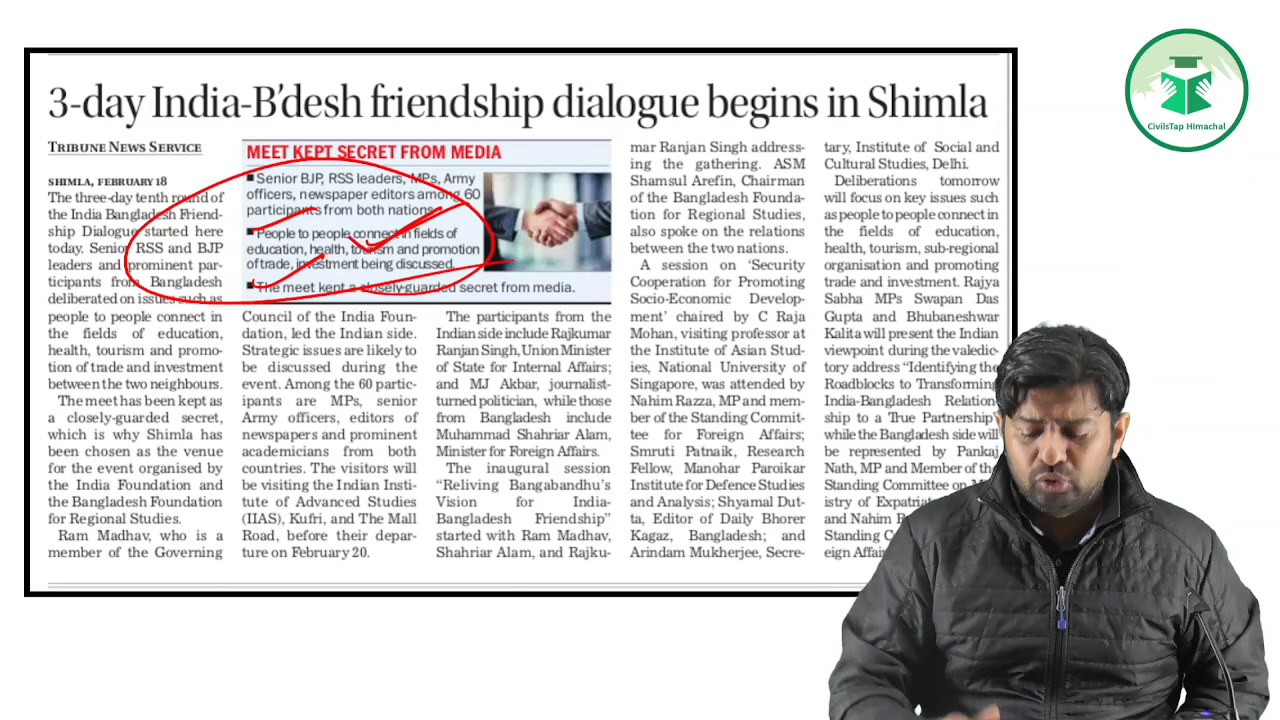 3-day India-B'desh friendship dialogue begins in Shimla
TRIBUNE NEWS SERVICE
SHIMLA, FEBRUARY 18
The three-day tenth round of
the India Bangladesh Friend-
ship Dialogue started here
today. Senior RSS and BJP
leaders and prominent par-
ticipants from Bangladesh
deliberated on issues such as
people to people connect in
the fields of education,
health, tourism and promo-
tion of trade and investment
between the two neighbours.
The meet has been kept as
a closely-guarded secret,
which is why Shimla has
been chosen as the venue
for the event organised by
the India Foundation and
the Bangladesh Foundation
for Regional Studies.
Ram Madhav, who is a
member of the Governing
MEET KEPT SECRET FROM MEDIA
■ Senior BJP, RSS leaders, MPs, Army
officers, newspaper editors among 60
participants from both nations.
■ People to people connect in fields of
education, health, tourism and promotion
of trade, investment being discussed.
■ The meet kept a closely-guarded secret from media.
Council of the India Foun-
dation, led the Indian side.
Strategic issues are likely to
be discussed during the
event. Among the 60 partic-
ipants are MPs, senior
Army officers, editors of
newspapers and prominent
academicians from both
countries. The visitors will
be visiting the Indian Insti-
tute of Advanced Studies
(IIAS), Kufri, and The Mall
Road, before their depar-
ture on February 20.
The participants from the
Indian side include Rajkumar
Ranjan Singh, Union Minister
of State for Internal Affairs;
and MJ Akbar, journalist-
turned politician, while those
from Bangladesh include
Muhammad Shahriar Alam,
Minister for Foreign Affairs.
The inaugural session
"Reliving Bangabandhu's
Vision for India-
Bangladesh Friendship"
started with Ram Madhav,
Shahriar Alam, and Rajku-
mar Ranjan Singh address-
ing the gathering. ASM
Shamsul Arefin, Chairman
of the Bangladesh Founda-
tion for Regional Studies,
also spoke on the relations
between the two nations.
A session on 'Security
Cooperation for Promoting
Socio-Economic Develop-
ment' chaired by C Raja
Mohan, visiting professor at
the Institute of Asian Stud-
ies, National University of
Singapore, was attended by
Nahim Razza, MP and mem-
ber of the Standing Commit-
tee for Foreign Affairs;
Smruti Patnaik, Research
Fellow, Manohar Paroikar
Institute for Defence Studies
and Analysis; Shyamal Dut-
ta, Editor of Daily Bhorer
Kagaz, Bangladesh; and
Arindam Mukherjee, Secre-
tary, Institute of Social and
Cultural Studies, Delhi.
Deliberations tomorrow
will focus on key issues such
as people to people connect in
the fields of education,
health, tourism, sub-regional
organisation and promoting
trade and investment. Rajya
Sabha MPs Swapan Das
Gupta and Bhubaneshwar
Kalita will present the Indian
viewpoint during the valedic-
tory address "Identifying the
Roadblocks to Transforming
India-Bangladesh Relation-
ship to a 'True Partnership'
while the Bangladesh side will
be represented by Pankaj
Nath, MP and Member of the
Standing Committee on
istry of
and Nahim
Standing
eign
CivilsTap HImachal